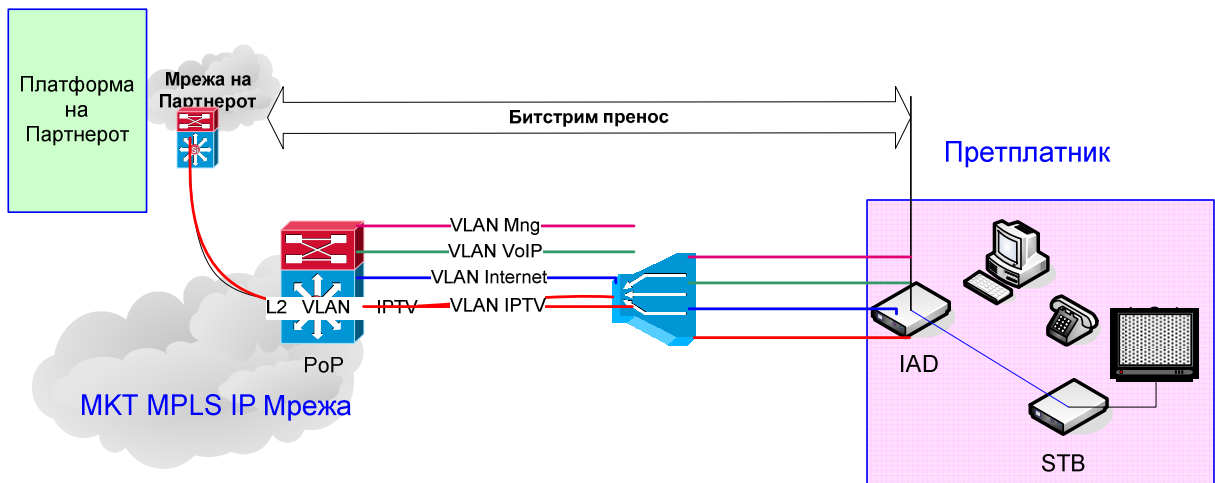 Платформа
на
Партнерот
Мрежа на
Партнерот
Битстрим пренос
Претплатник
VLAN Mng
VLAN VoIP
VLAN Internet
L2 VLAN IPTV
VLAN IPTV
PoP
MKT MPLS IP Мрежа
IAD
STB